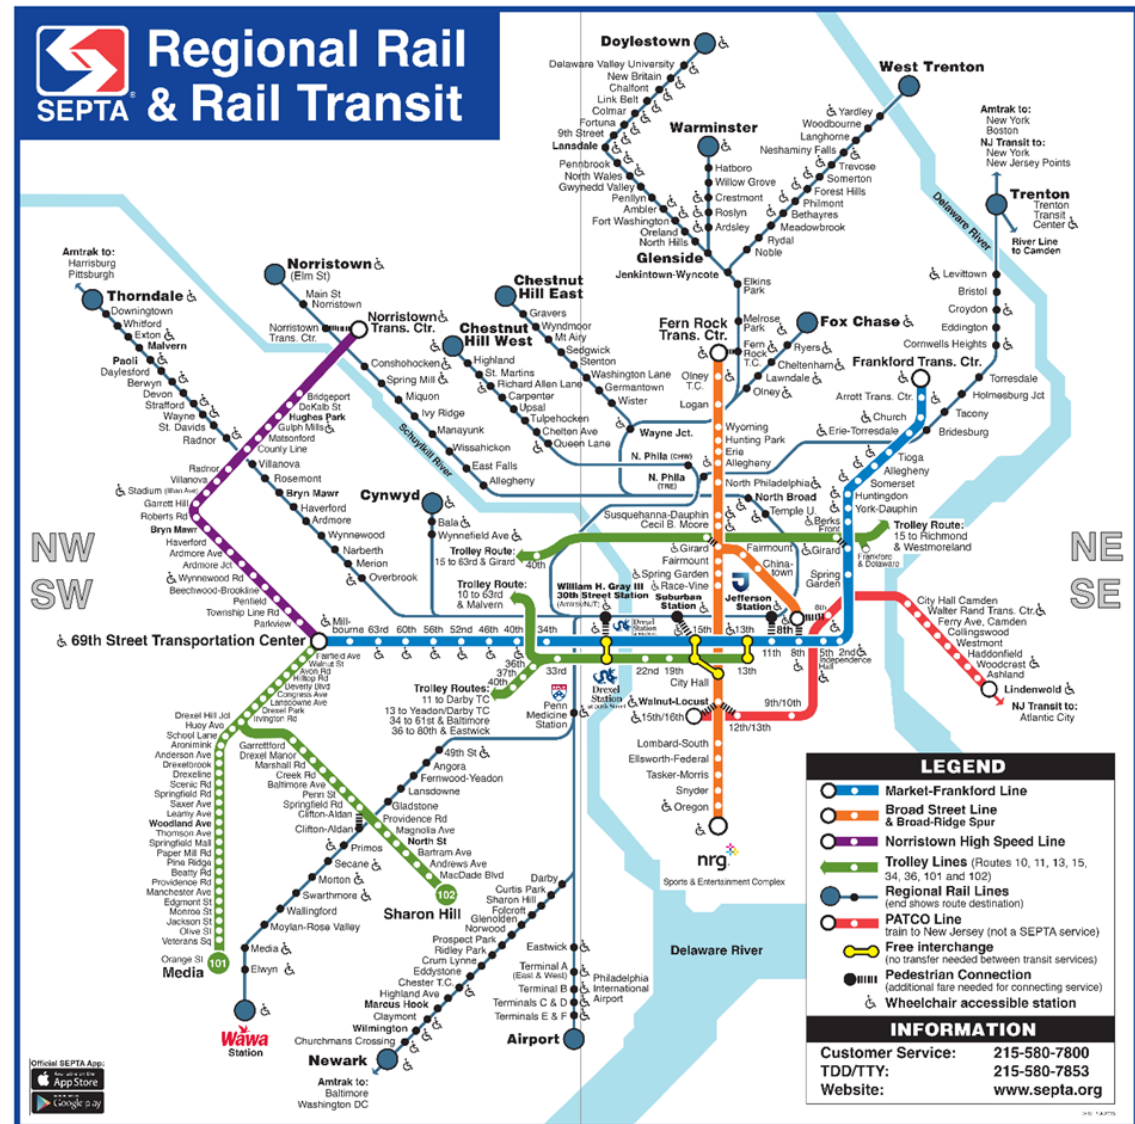 Regional Rail
& Rail Transit
SEPTA
Doylestown
Delaware Valley University
New Britain
Chalfont
Link Belt
Colmar
Fortuna
9th Street
Lansdale
Pennbrook
North Wales
Gwynedd Valley
Penllyn
Ambler
Fort Washington
Oreland
North Hills
Glenside
Jenkintown-Wyncote
Warminster
Hatboro
Willow Grove
Crestmont
Roslyn
Ardsley
West Trenton
Yardley
Woodbourne
Langhorne
Neshaminy Falls
Trevose
Somerton
Forest Hills
Philmont
Bethayres
Meadowbrook
Rydal
Noble
Elkins
Park
Melrose
Park
Fern
Rock
T.C.
Amtrak to:
New York
Boston
NJ Transit to:
New York
New Jersey Points
Trenton
Trenton
Transit
Center
River Line
to Camden
Delaware River
Levittown
Bristol
Croydon
Eddington
Cornwells Heights
Torresdale
Holmesburg Jct
Tacony
Bridesburg
Amtrak to:
Harrisburg
Pittsburgh
Thorndale
Downingtown
Whitford
Exton
Malvern
Paoli
Daylesford
Berwyn
Devon
Strafford
Wayne
St. Davids
Radnor
Villanova
Rosemont
Bryn Mawr
Haverford
Ardmore
Wynnewood
Narberth
Merion
Overbrook
Norristown
(Elm St)
Main St
Norristown
Norristown
Trans. Ctr.
Norristown
Trans. Ctr.
Conshohocken
Spring Mill
Miquon
Ivy Ridge
Manayunk
Wissahickon
East Falls
Allegheny
Schuylkill River
Bridgeport
DeKalb St
Hughes Park
Gulph Mills
Matsonford
County Line
Radnor
Villanova
Stadium (Ithan Ave)
Garrett Hill
Roberts Rd
Bryn Mawr
Haverford
Ardmore Ave
Ardmore Jct
Wynnewood Rd
Beechwood-Brookline
Penfield
Township Line Rd
Parkview
Chestnut
Hill East
Gravers
Wyndmoor
Mt Airy
Sedgwick
Stenton
Washington Lane
Germantown
Wister
Wayne Jct.
Chestnut
Hill West
Highland
St. Martins
Richard Allen Lane
Carpenter
Upsal
Tulpehocken
Chelten Ave
Queen Lane
N. Phila (CHW)
N. Phila
(TRE)
Fox Chase
Ryers
Cheltenham
Lawndale
Olney
Fern Rock
Trans. Ctr.
Olney
T.C.
Logan
Wyoming
Hunting Park
Erie
Allegheny
North Philadelphia
North Broad
Temple U.
Susquehanna-Dauphin
Cecil B. Moore
Girard
Fairmount
Spring Garden
Race-Vine
Fairmount
China-
town
Frankford Trans. Ctr.
Arrott Trans. Ctr.
Church
Erie-Torresdale
Tioga
Allegheny
Somerset
Huntingdon
York-Dauphin
Berks
Front
Girard
Spring
Garden
Cynwyd
Bala
Wynnefield Ave
Trolley Route:
15 to 63rd & Girard
40th
Trolley Route:
15 to Richmond
& Westmoreland
Frankford
& Delaware
Trolley Route:
10 to 63rd
& Malvern
William H. Gray III
30th Street Station
(Amtrak/NJT)
Drexel
Station
Suburban
Station
Jefferson
Station
8th
NW
SW
NE
SE
69th Street Transportation Center
Mill-
bourne
63rd
60th
56th
52nd
46th
40th
34th
15th
13th
11th
8th
8th
5th
Independence
Hall
2nd
36th
37th
40th
33rd
22nd
19th
City Hall
13th
Drexel
Station
at 30th Street
Penn
Medicine
Station
Trolley Routes:
11 to Darby TC
13 to Yeadon/Darby TC
34 to 61st & Baltimore
36 to 80th & Eastwick
Walnut-Locust
15th/16th
12th/13th
9th/10th
Lombard-South
Ellsworth-Federal
Tasker-Morris
Snyder
Oregon
nrg
Sports & Entertainment Complex
City Hall Camden
Walter Rand Trans. Ctr.
Ferry Ave, Camden
Collingswood
Westmont
Haddonfield
Woodcrest
Ashland
Lindenwold
NJ Transit to:
Atlantic City
Fairfield Ave
Walnut St
Avon Rd
Hilltop Rd
Beverly Blvd
Congress Ave
Lansdowne Ave
Drexel Park
Irvington Rd
Drexel Hill Jct
Huey Ave
School Lane
Aronimink
Anderson Ave
Drexelbrook
Drexeline
Scenic Rd
Springfield Rd
Saxer Ave
Leamy Ave
Woodland Ave
Thomson Ave
Springfield Mall
Paper Mill Rd
Pine Ridge
Beatty Rd
Providence Rd
Manchester Ave
Edgmont St
Monroe St
Jackson St
Olive St
Veterans Sq
Orange St
Media
101
Garrettford
Drexel Manor
Marshall Rd
Creek Rd
Baltimore Ave
Penn St
Springfield Rd
Clifton-Aldan
Providence Rd
Magnolia Ave
North St
Bartram Ave
Andrews Ave
MacDade Blvd
102
Sharon Hill
49th St
Angora
Fernwood-Yeadon
Lansdowne
Gladstone
Clifton-Aldan
Primos
Secane
Morton
Swarthmore
Wallingford
Moylan-Rose Valley
Media
Elwyn
Wawa
Station
Darby
Curtis Park
Sharon Hill
Folcroft
Glenolden
Norwood
Prospect Park
Ridley Park
Crum Lynne
Eddystone
Chester T.C.
Highland Ave
Marcus Hook
Claymont
Wilmington
Churchmans Crossing
Newark
Amtrak to:
Baltimore
Washington DC
Eastwick
Terminal A
(East & West)
Terminal B
Terminals C & D
Terminals E & F
Philadelphia
International
Airport
Airport
Delaware River
LEGEND
Market-Frankford Line
Broad Street Line
& Broad-Ridge Spur
Norristown High Speed Line
Trolley Lines (Routes 10, 11, 13, 15,
34, 36, 101 and 102)
Regional Rail Lines
(end shows route destination)
PATCO Line
train to New Jersey (not a SEPTA service)
Free interchange
(no transfer needed between transit services)
Pedestrian Connection
(additional fare needed for connecting service)
Wheelchair accessible station
INFORMATION
Customer Service: 215-580-7800
TDD/TTY: 215-580-7853
Website: www.septa.org
Official SEPTA App:
App Store
Google play